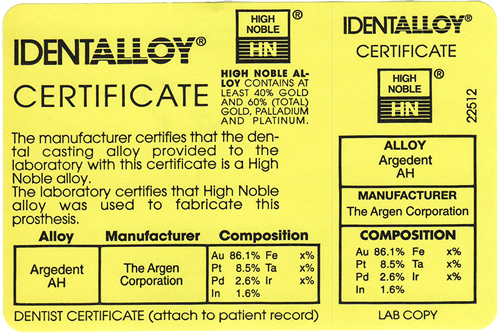 IDENTALLOY®
CERTIFICATE
HIGH
NOBLE
HN
®
HIGH NOBLE AL-
LOY CONTAINS AT
LEAST 40% GOLD
AND 60% (TOTAL)
GOLD, PALLADIUM
AND PLATINUM.
The manufacturer certifies that the den-
tal casting alloy provided to the
laboratory with this certificate is a High
Noble alloy.
The laboratory certifies that High Noble
alloy was used to fabricate this
prosthesis.
Alloy Manufacturer Composition
Argedent
AH
The Argen
Corporation
Au 86.1% Fe x%
Pt 8.5% Ta x%
Pd 2.6% Ir x%
In 1.6%
DENTIST CERTIFICATE (attach to patient record)
IDENTALLOY®
CERTIFICATE
HIGH
NOBLE
HN
®
22512
ALLOY
Argedent
AH
MANUFACTURER
The Argen Corporation
COMPOSITION
Au 86.1% Fe x%
Pt 8.5% Ta x%
Pd 2.6% Ir x%
In 1.6%
LAB COPY